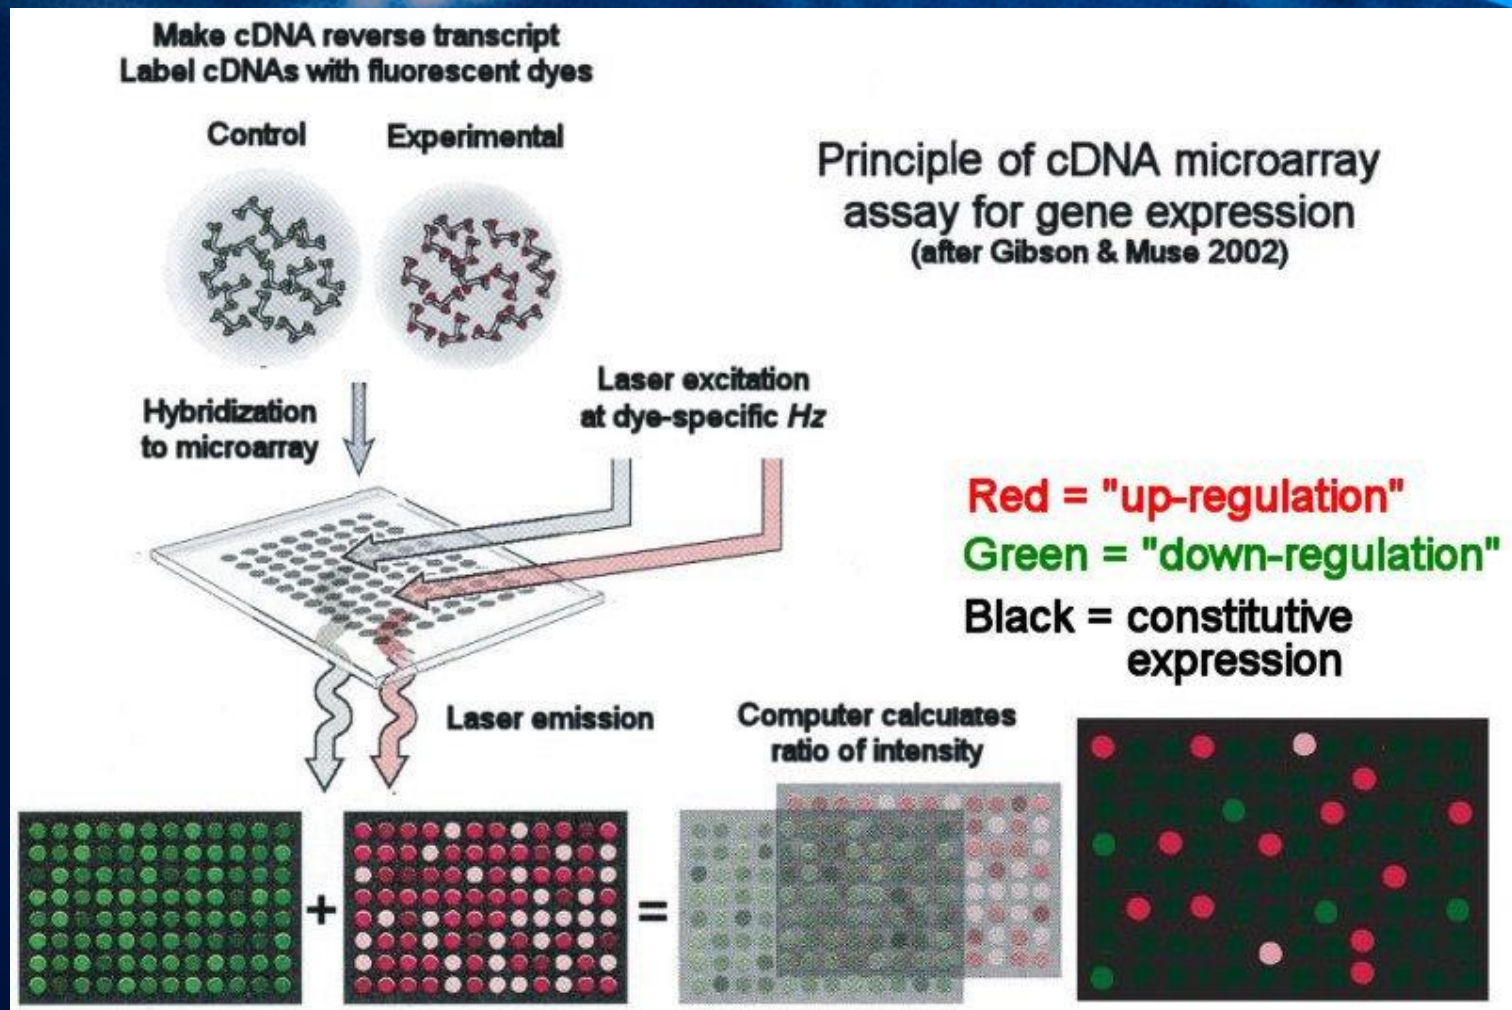 Make cDNA reverse transcript
Label cDNAs with fluorescent dyes
Control
Experimental
Principle of cDNA microarray
assay for gene expression
(after Gibson & Muse 2002)
Hybridization
to microarray
Laser excitation
at dye-specific Hz
Red = "up-regulation"
Green = "down-regulation"
Black = constitutive
expression
Laser emission
Computer calculates
ratio of intensity
+
=